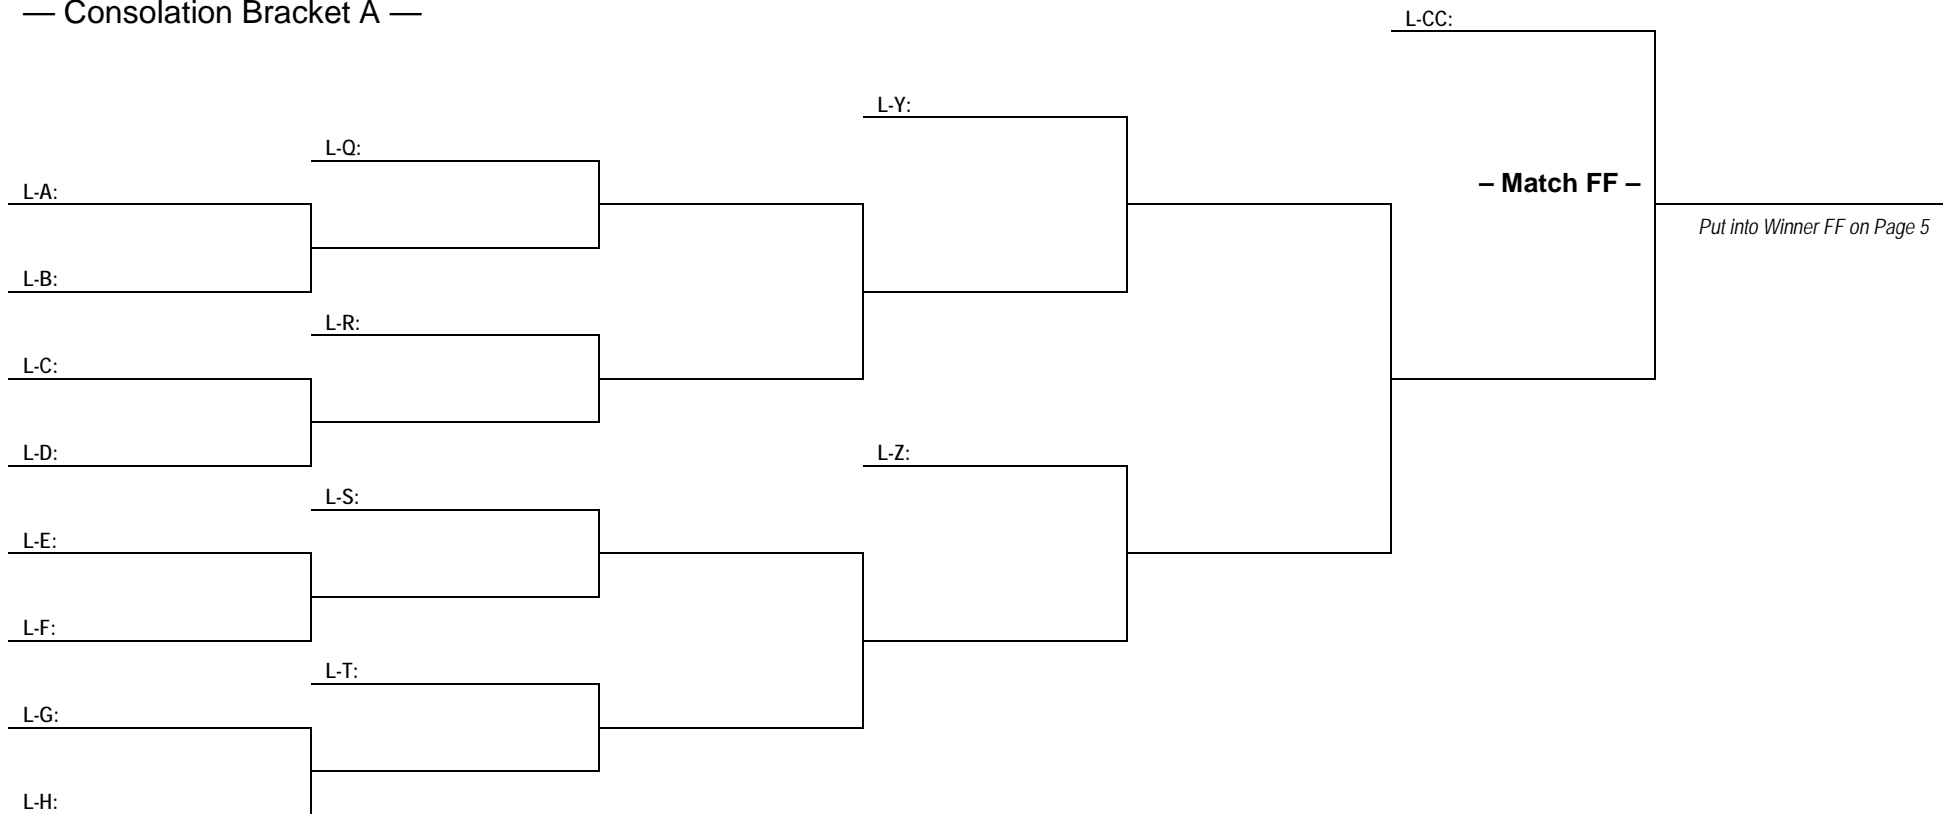 — Consolation Bracket A —
L-CC:
L-Y:
L-Q:
L-A:
– Match FF –
Put into Winner FF on Page 5
L-B:
L-R:
L-C:
L-D:
L-Z:
L-S:
L-E:
L-F:
L-T:
L-G:
L-H: